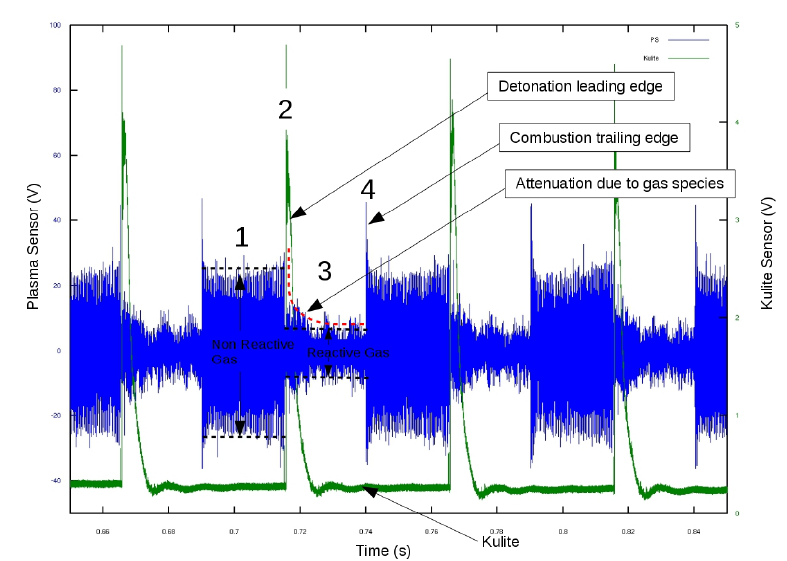 100
80
60
40
20
0
-20
-40
5
4
3
2
1
0
0.66
0.68
0.7
0.72
0.74
0.76
0.78
0.8
0.82
0.84
Plasma Sensor (V)
Kulite Sensor (V)
Time (s)
PS
Kulite
Detonation leading edge
Combustion trailing edge
Attenuation due to gas species
1
2
3
4
Non Reactive
Gas
Reactive Gas
Kulite